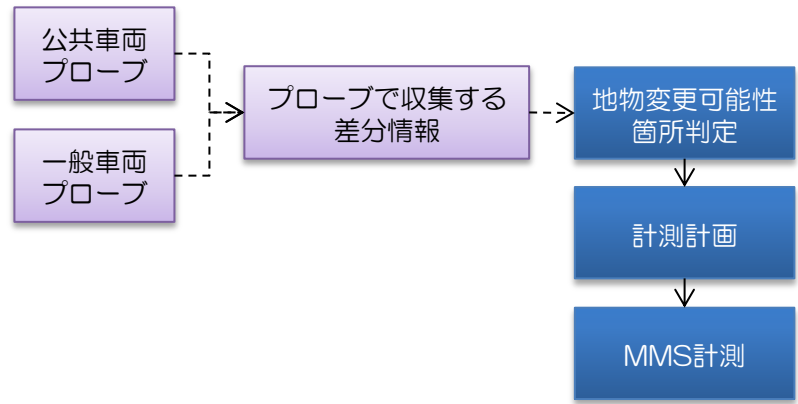 公共車両
プローブ
一般車両
プローブ
プローブで収集する
差分情報
地物変更可能性
箇所判定
計測計画
MMS計測